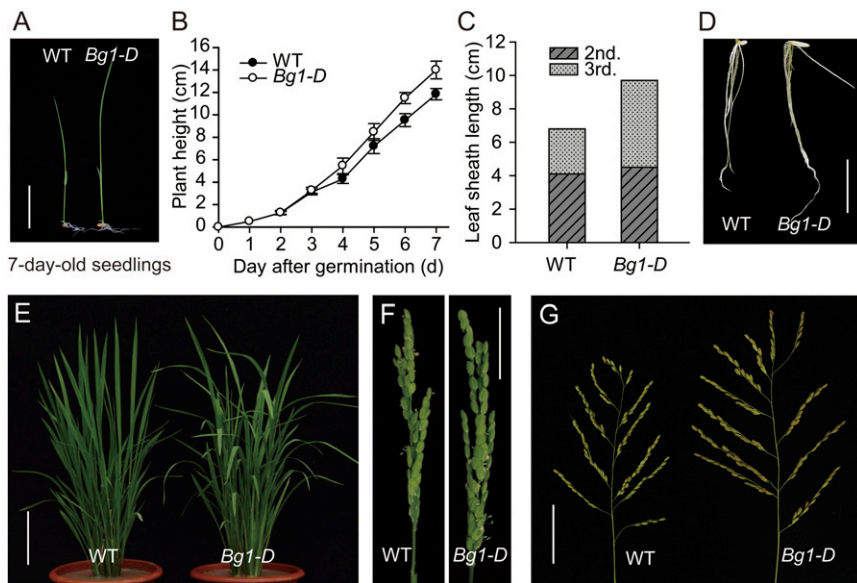 A
WT Bg1-D
7-day-old seedlings
B
Plant height (cm)
16
14
12
10
8
6
4
2
0
WT
Bg1-D
0 1 2 3 4 5 6 7
Day after germination (d)
C
Leaf sheath length (cm)
12
10
8
6
4
2
0
2nd.
3rd.
WT Bg1-D
D
WT Bg1-D
E
WT Bg1-D
F
WT Bg1-D
G
WT Bg1-D